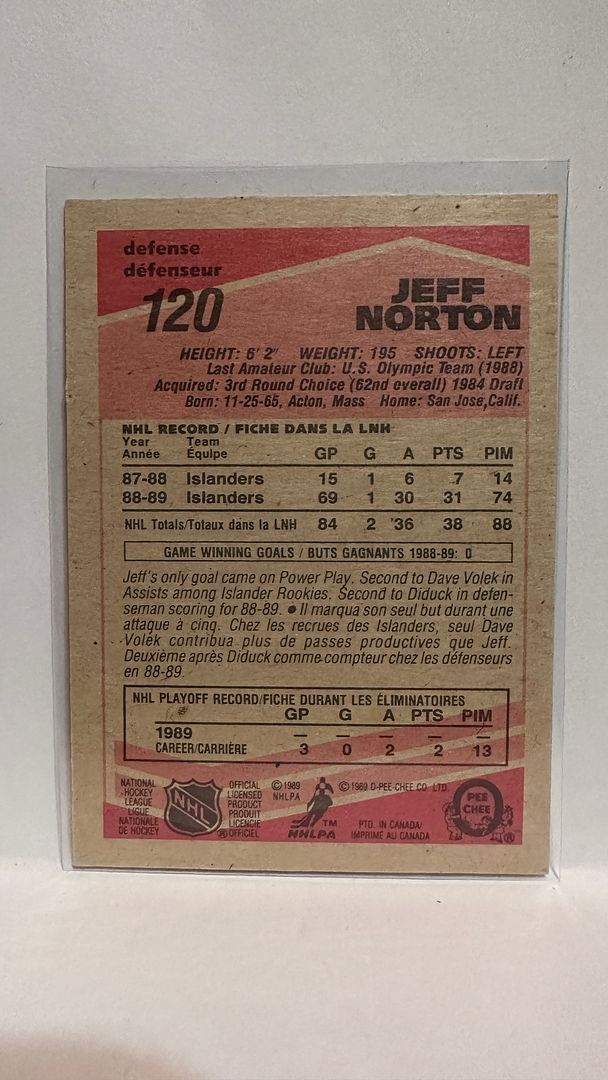 defense
défenseur
120
JEFF
NORTON
HEIGHT: 6' 2" WEIGHT: 195 SHOOTS: LEFT
Last Amateur Club: U.S. Olympic Team (1988)
Acquired: 3rd Round Choice (62nd overall) 1984 Draft
Born: 11-25-65, Acton, Mass Home: San Jose, Calif.
NHL RECORD / FICHE DANS LA LNH
Year Team
Année Équipe GP G A PTS PIM
87-88 Islanders 15 1 6 7 14
88-89 Islanders 69 1 30 31 74
NHL Totals/Totaux dans la LNH 84 2 36 38 88
GAME WINNING GOALS / BUTS GAGNANTS 1988-89: 0
Jeff's only goal came on Power Play. Second to Dave Volek in
Assists among Islander Rookies. Second to Diduck in defen-
seman scoring for 88-89. ● Il marqua son seul but durant une
attaque à cinq. Chez les recrues des Islanders, seul Dave
Volek contribua plus de passes productives que Jeff.
Deuxième après Diduck comme compteur chez les défenseurs
en 88-89.
NHL PLAYOFF RECORD/FICHE DURANT LES ÉLIMINATOIRES
GP G A PTS PIM
1989 — — — — —
CAREER/CARRIÈRE 3 0 2 2 13
NATIONAL
HOCKEY
LEAGUE
LIGUE
NATIONALE
DE HOCKEY
NHL
®
OFFICIAL
LICENSED
PRODUCT
PRODUIT
LICENCIE
OFFICIEL
© 1989
NHLPA
TM
NHLPA
© 1989 O-PEE-CHEE CO LTD.
PTD. IN CANADA/
IMPRIMÉ AU CANADA
PEE
CHEE
®